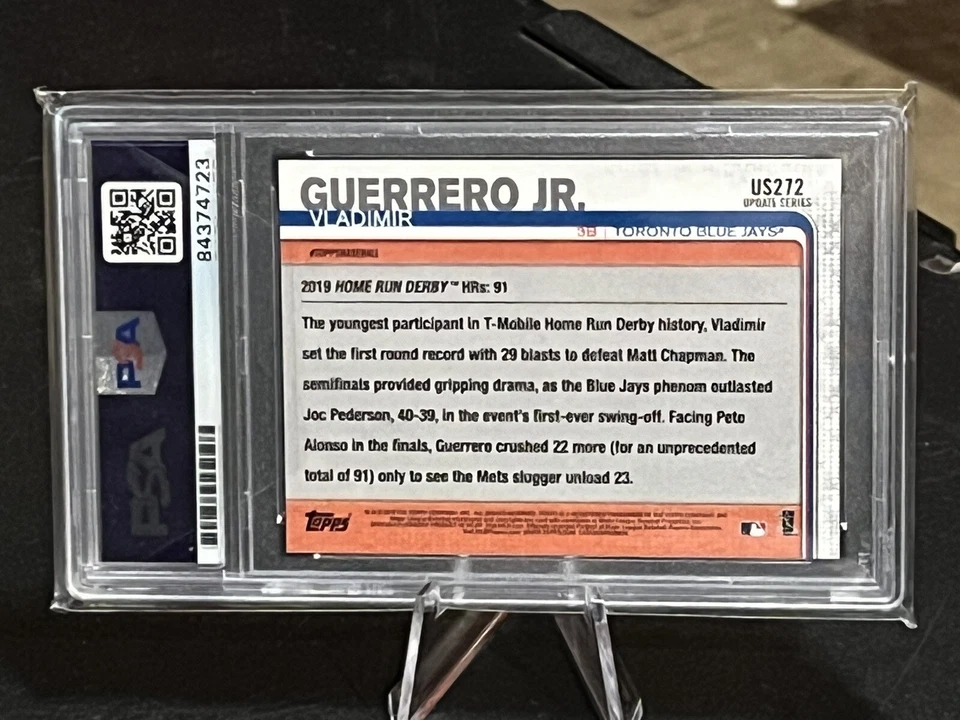 84374723
PSA
PSA
GUERRERO JR.
VLADIMIR
US272
UPDATE SERIES
3B | TORONTO BLUE JAYS®
2019 HOME RUN DERBY™ HRs: 91
The youngest participant in T-Mobile Home Run Derby history, Vladimir
set the first round record with 29 blasts to defeat Matt Chapman. The
semifinals provided gripping drama, as the Blue Jays phenom outlasted
Joc Pederson, 40-39, in the event's first-ever swing-off. Facing Pete
Alonso in the finals, Guerrero crushed 22 more (for an unprecedented
total of 91) only to see the Mets slugger unload 23.
Topps